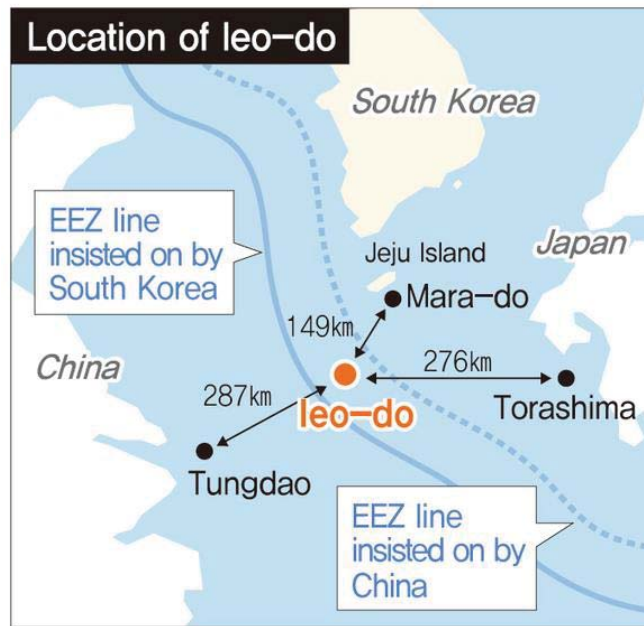 Location of Ieo-do
South Korea
EEZ line
insisted on by
South Korea
Japan
Jeju Island
Mara-do
149㎞
276㎞
China
287㎞
Ieo-do
Torashima
Tungdao
EEZ line
insisted on by
China